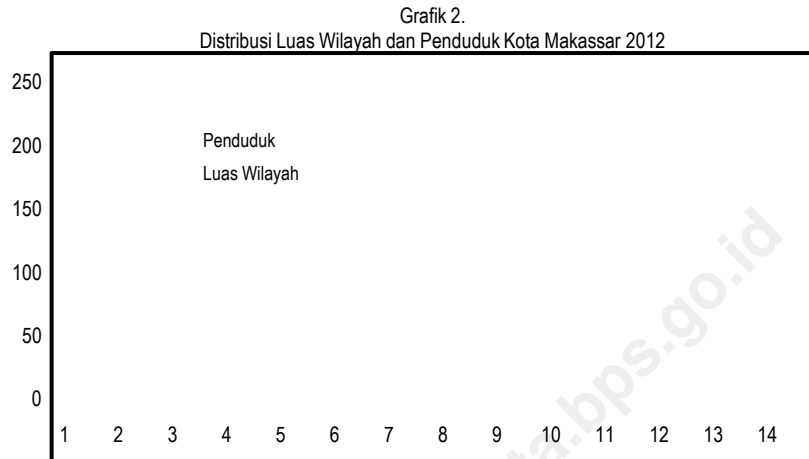 Grafik 2.
Distribusi Luas Wilayah dan Penduduk Kota Makassar 2012
250
200
150
100
50
0
Penduduk
Luas Wilayah
1 2 3 4 5 6 7 8 9 10 11 12 13 14
ta.bps.go.id